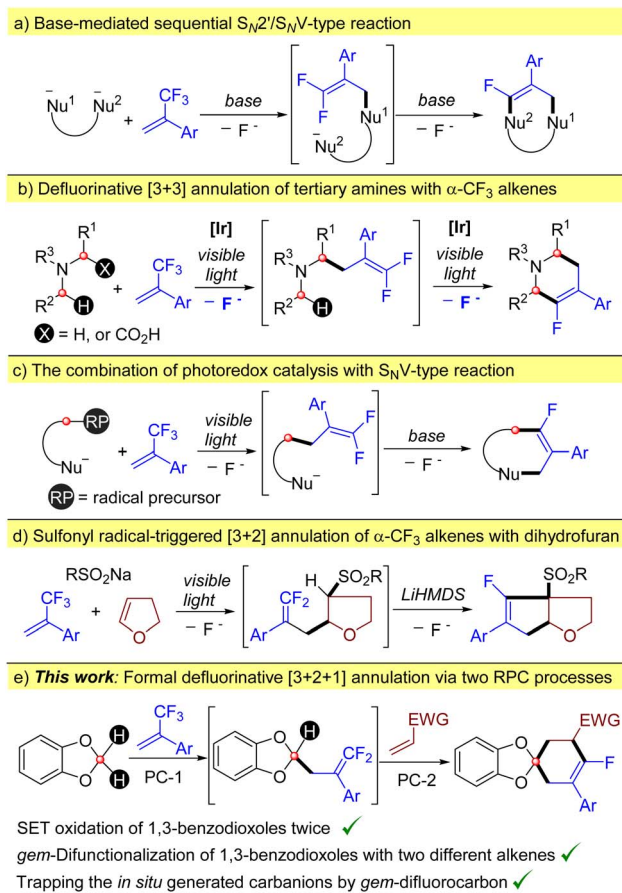 a) Base-mediated sequential SN2'/SNV-type reaction
Nu1 Nu2 + CF3 Ar base – F- F F Ar Nu1 Nu2 base – F- F Ar Nu2 Nu1
b) Defluorinative [3+3] annulation of tertiary amines with α-CF3 alkenes
R1 R3 N X R2 H + CF3 Ar [Ir] visible light – F- R1 R3 N R2 H Ar F F [Ir] visible light – F- R1 R3 N R2 F Ar
X = H, or CO2H
c) The combination of photoredox catalysis with SNV-type reaction
RP Nu- + CF3 Ar visible light – F- Ar F F Nu- base – F- F Ar Nu
RP = radical precursor
d) Sulfonyl radical-triggered [3+2] annulation of α-CF3 alkenes with dihydrofuran
RSO2Na
CF3 Ar + O visible light – F- CF2 Ar H SO2R O LiHMDS – F- F SO2R Ar O
e) This work: Formal defluorinative [3+2+1] annulation via two RPC processes
O O H H CF3 Ar PC-1 O O H CF2 Ar EWG PC-2 O O EWG F Ar
SET oxidation of 1,3-benzodioxoles twice ✓
gem-Difunctionalization of 1,3-benzodioxoles with two different alkenes ✓
Trapping the in situ generated carbanions by gem-difluorocarbon ✓